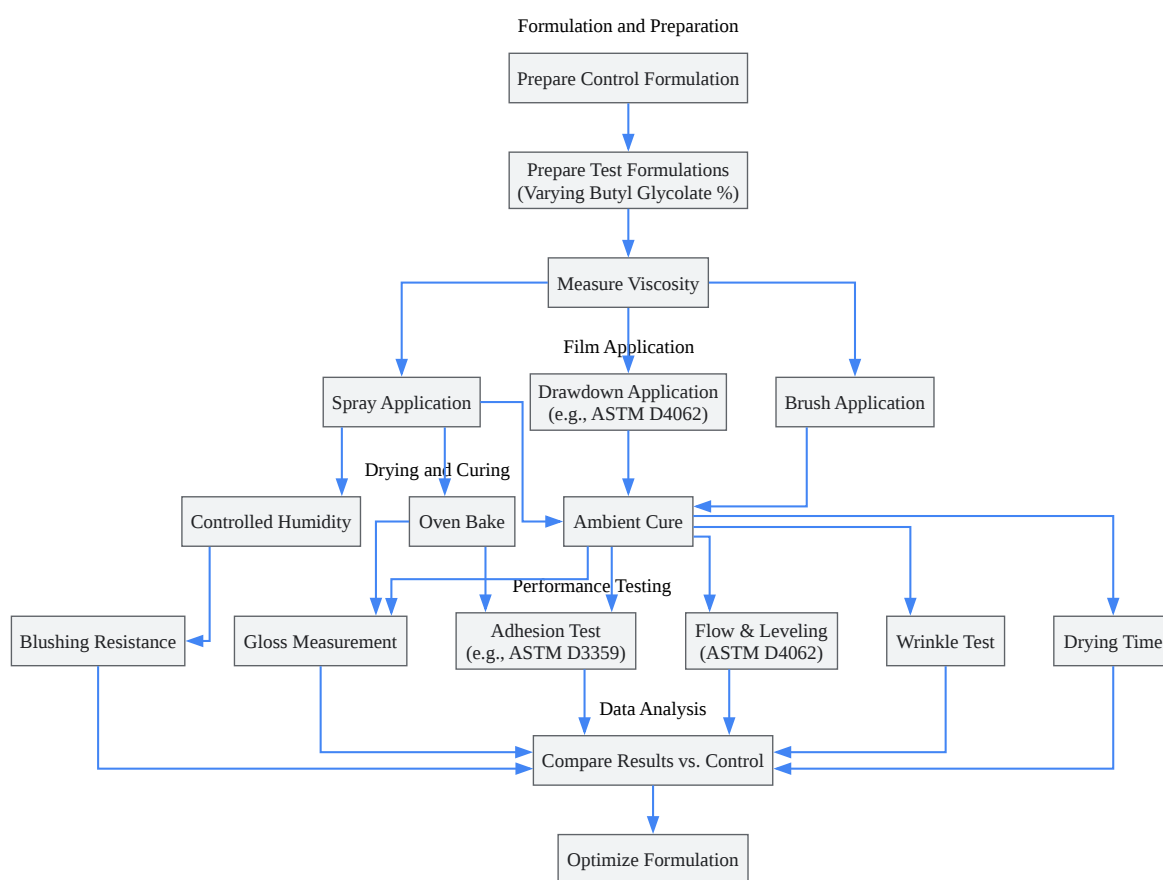 Formulation and Preparation
Prepare Control Formulation
Prepare Test Formulations
(Varying Butyl Glycolate %)
Measure Viscosity
Film Application
Spray Application
Drawdown Application
(e.g., ASTM D4062)
Brush Application
Drying and Curing
Controlled Humidity
Oven Bake
Ambient Cure
Performance Testing
Blushing Resistance
Gloss Measurement
Adhesion Test
(e.g., ASTM D3359)
Flow & Leveling
(ASTM D4062)
Wrinkle Test
Drying Time
Data Analysis
Compare Results vs. Control
Optimize Formulation